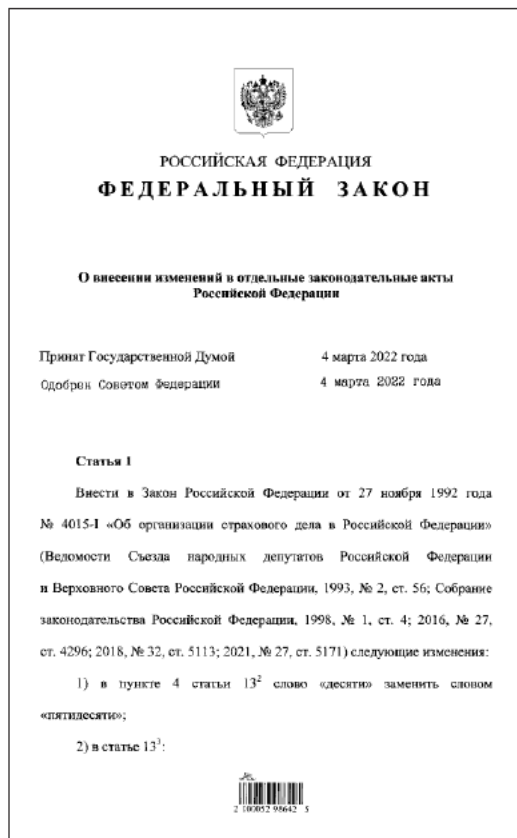 РОССИЙСКАЯ ФЕДЕРАЦИЯ
ФЕДЕРАЛЬНЫЙ ЗАКОН
О внесении изменений в отдельные законодательные акты
Российской Федерации
Принят Государственной Думой 4 марта 2022 года
Одобрен Советом Федерации 4 марта 2022 года
Статья 1
Внести в Закон Российской Федерации от 27 ноября 1992 года
№ 4015-I «Об организации страхового дела в Российской Федерации»
(Ведомости Съезда народных депутатов Российской Федерации
и Верховного Совета Российской Федерации, 1993, № 2, ст. 56; Собрание
законодательства Российской Федерации, 1998, № 1, ст. 4; 2016, № 27,
ст. 4296; 2018, № 32, ст. 5113; 2021, № 27, ст. 5171) следующие изменения:
1) в пункте 4 статьи 13² слово «десяти» заменить словом
«пятидесяти»;
2) в статье 13³:
2 100052 98642 5